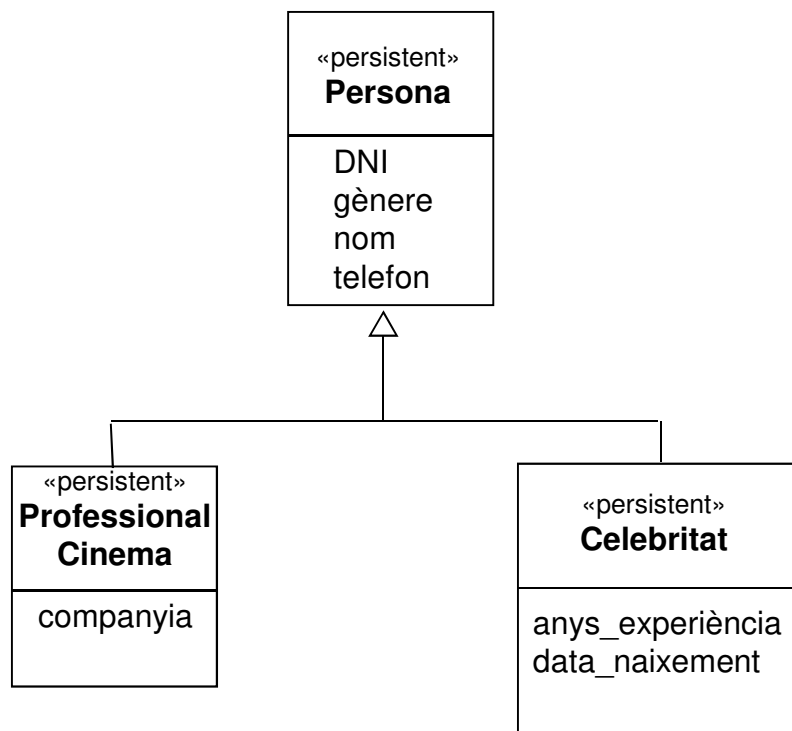 «persistent»
Persona
DNI
gènere
nom
telefon
«persistent»
Professional
Cinema
companyia
«persistent»
Celebritat
anys_experiència
data_naixement